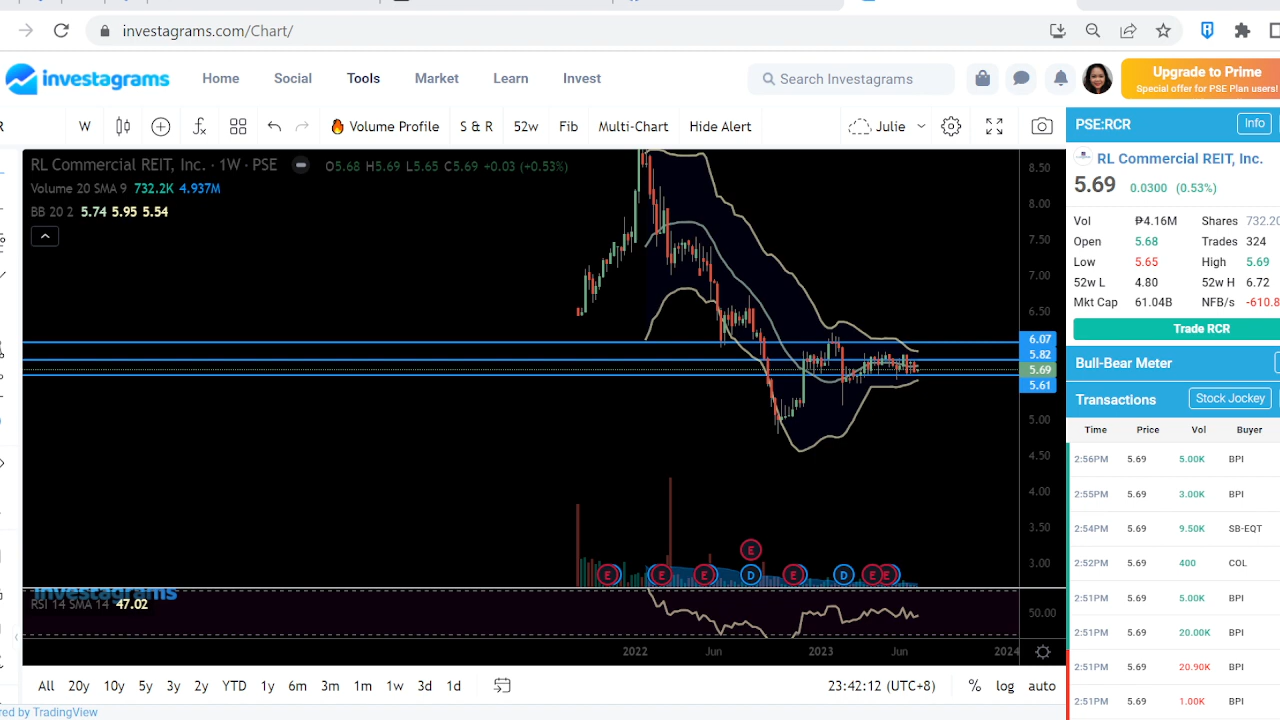 investagrams.com/Chart/
investagrams
Home Social Tools Market Learn Invest
Search Investagrams
Upgrade to Prime
Special offer for PSE Plan users!
R W Volume Profile S & R 52w Fib Multi-Chart Hide Alert Julie
RL Commercial REIT, Inc. · 1W · PSE O5.68 H5.69 L5.65 C5.69 +0.03 (+0.53%)
Volume 20 SMA 9 732.2K 4.937M
BB 20 2 5.74 5.95 5.54
8.50
8.00
7.50
7.00
6.50
6.07
5.82
5.69
5.61
5.00
4.50
4.00
3.50
3.00
E
E E E D E D E E
investagrams
RSI 14 SMA 14 47.02
50.00
2022 Jun 2023 Jun 2024
All 20y 10y 5y 3y 2y YTD 1y 6m 3m 1m 1w 3d 1d
23:42:12 (UTC+8) % log auto
red by TradingView
PSE:RCR Info
RL Commercial REIT, Inc.
5.69 0.0300 (0.53%)
Vol ₱4.16M Shares 732.20
Open 5.68 Trades 324
Low 5.65 High 5.69
52w L 4.80 52w H 6.72
Mkt Cap 61.04B NFB/s -610.8
Trade RCR
Bull-Bear Meter
Transactions Stock Jockey
Time Price Vol Buyer
2:56PM 5.69 5.00K BPI
2:55PM 5.69 3.00K BPI
2:54PM 5.69 9.50K SB-EQT
2:52PM 5.69 400 COL
2:51PM 5.69 5.00K BPI
2:51PM 5.69 20.00K BPI
2:51PM 5.69 20.90K BPI
2:51PM 5.69 1.00K BPI